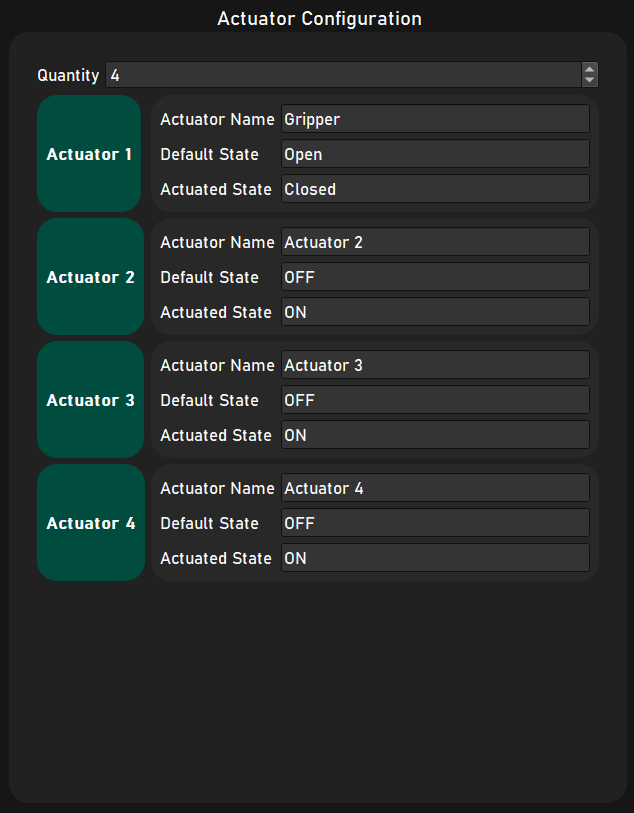 Actuator Configuration
Quantity 4
Actuator 1
Actuator Name Gripper
Default State Open
Actuated State Closed
Actuator 2
Actuator Name Actuator 2
Default State OFF
Actuated State ON
Actuator 3
Actuator Name Actuator 3
Default State OFF
Actuated State ON
Actuator 4
Actuator Name Actuator 4
Default State OFF
Actuated State ON